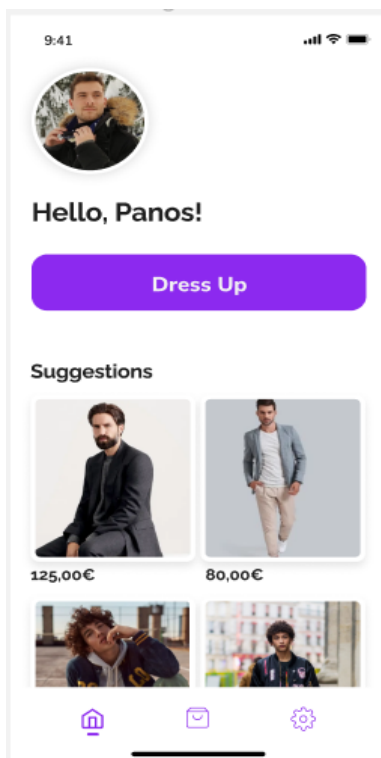 9:41
Hello, Panos!
Dress Up
Suggestions
125,00€
80,00€